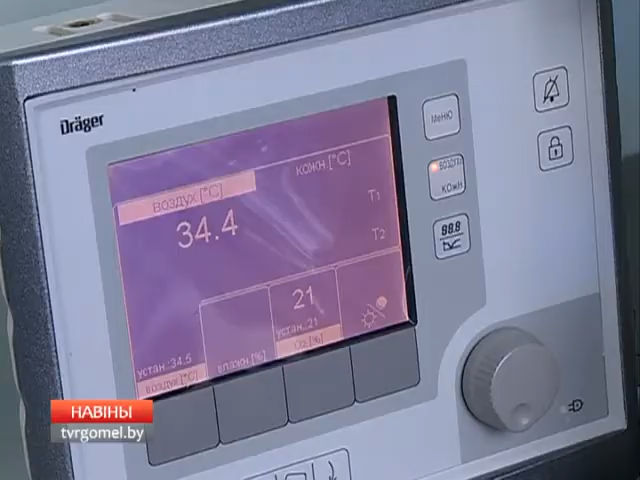 Dräger
воздух [°C]
кожн.[°C]
34.4
T1
T2
21
устан.:34.5
устан.:21
воздух [°C]
влажн.[%]
O2 [%]
Меню
воздух
кожн
88.8
НАВІНЫ
tvrgomel.by